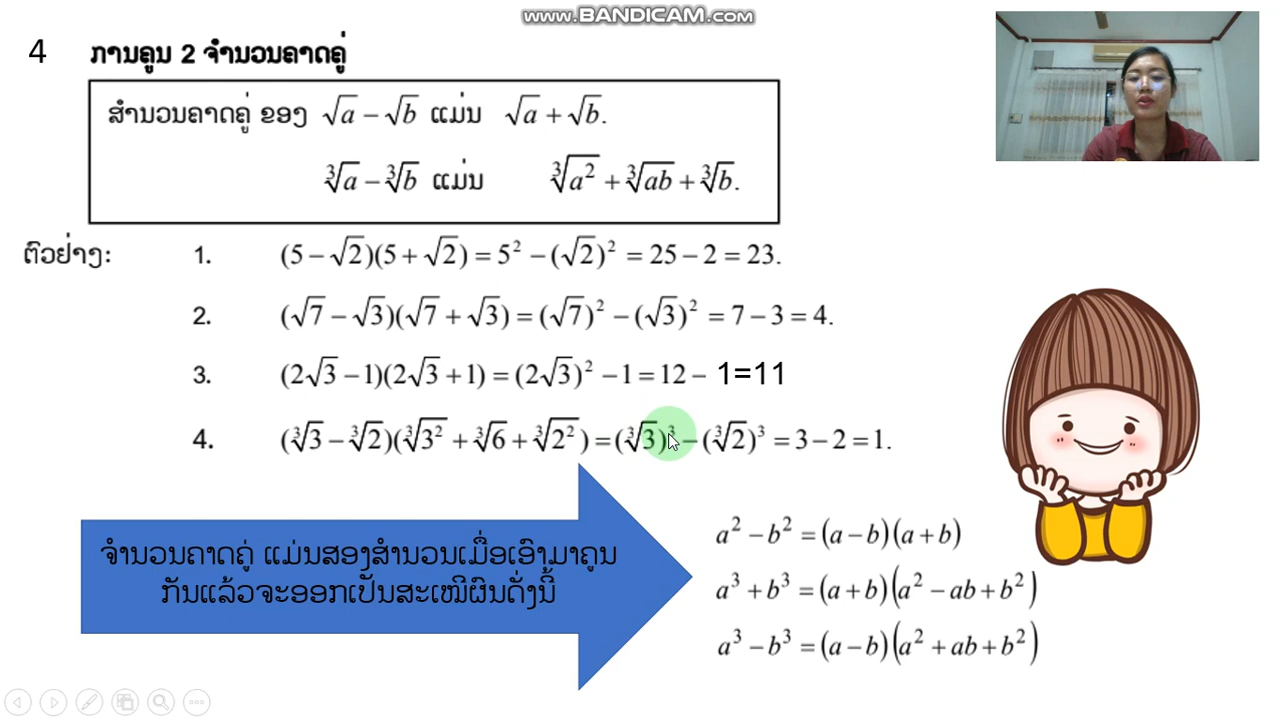 www.BANDICAM.com
4 ການຄູນ 2 ຈຳນວນຄາດຄູ່
ສຳນວນຄາດຄູ່ ຂອງ √a − √b ແມ່ນ √a + √b.
∛a − ∛b ແມ່ນ ∛(a²) + ∛(ab) + ∛b.
ຕົວຢ່າງ: 1. (5 − √2)(5 + √2) = 5² − (√2)² = 25 − 2 = 23.
2. (√7 − √3)(√7 + √3) = (√7)² − (√3)² = 7 − 3 = 4.
3. (2√3 − 1)(2√3 + 1) = (2√3)² − 1 = 12 − 1=11
4. (∛3 − ∛2)(∛(3²) + ∛6 + ∛(2²)) = (∛3)³ − (∛2)³ = 3 − 2 = 1.
ຈຳນວນຄາດຄູ່ ແມ່ນສອງສຳນວນເມື່ອເອົາມາຄູນ
ກັນແລ້ວຈະອອກເປັນສະເໝີຜົນດັ່ງນີ້
a² − b² = (a − b)(a + b)
a³ + b³ = (a + b)(a² − ab + b²)
a³ − b³ = (a − b)(a² + ab + b²)